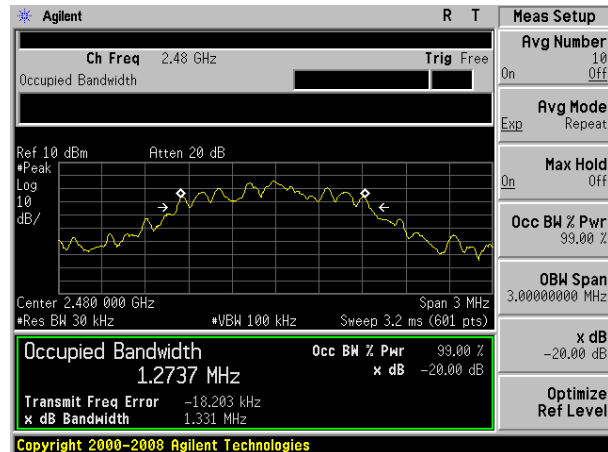 Agilent R T
Ch Freq 2.48 GHz Trig Free
Occupied Bandwidth
Ref 10 dBm Atten 20 dB
#Peak
Log
10
dB/
Center 2.480 000 GHz Span 3 MHz
#Res BW 30 kHz #VBW 100 kHz Sweep 3.2 ms (601 pts)
Occupied Bandwidth Occ BW % Pwr 99.00 %
1.2737 MHz x dB -20.00 dB
Transmit Freq Error -18.203 kHz
x dB Bandwidth 1.331 MHz
Copyright 2000-2008 Agilent Technologies
Meas Setup
Avg Number
10
On Off
Avg Mode
Exp Repeat
Max Hold
On Off
Occ BW % Pwr
99.00 %
OBW Span
3.00000000 MHz
x dB
-20.00 dB
Optimize
Ref Level